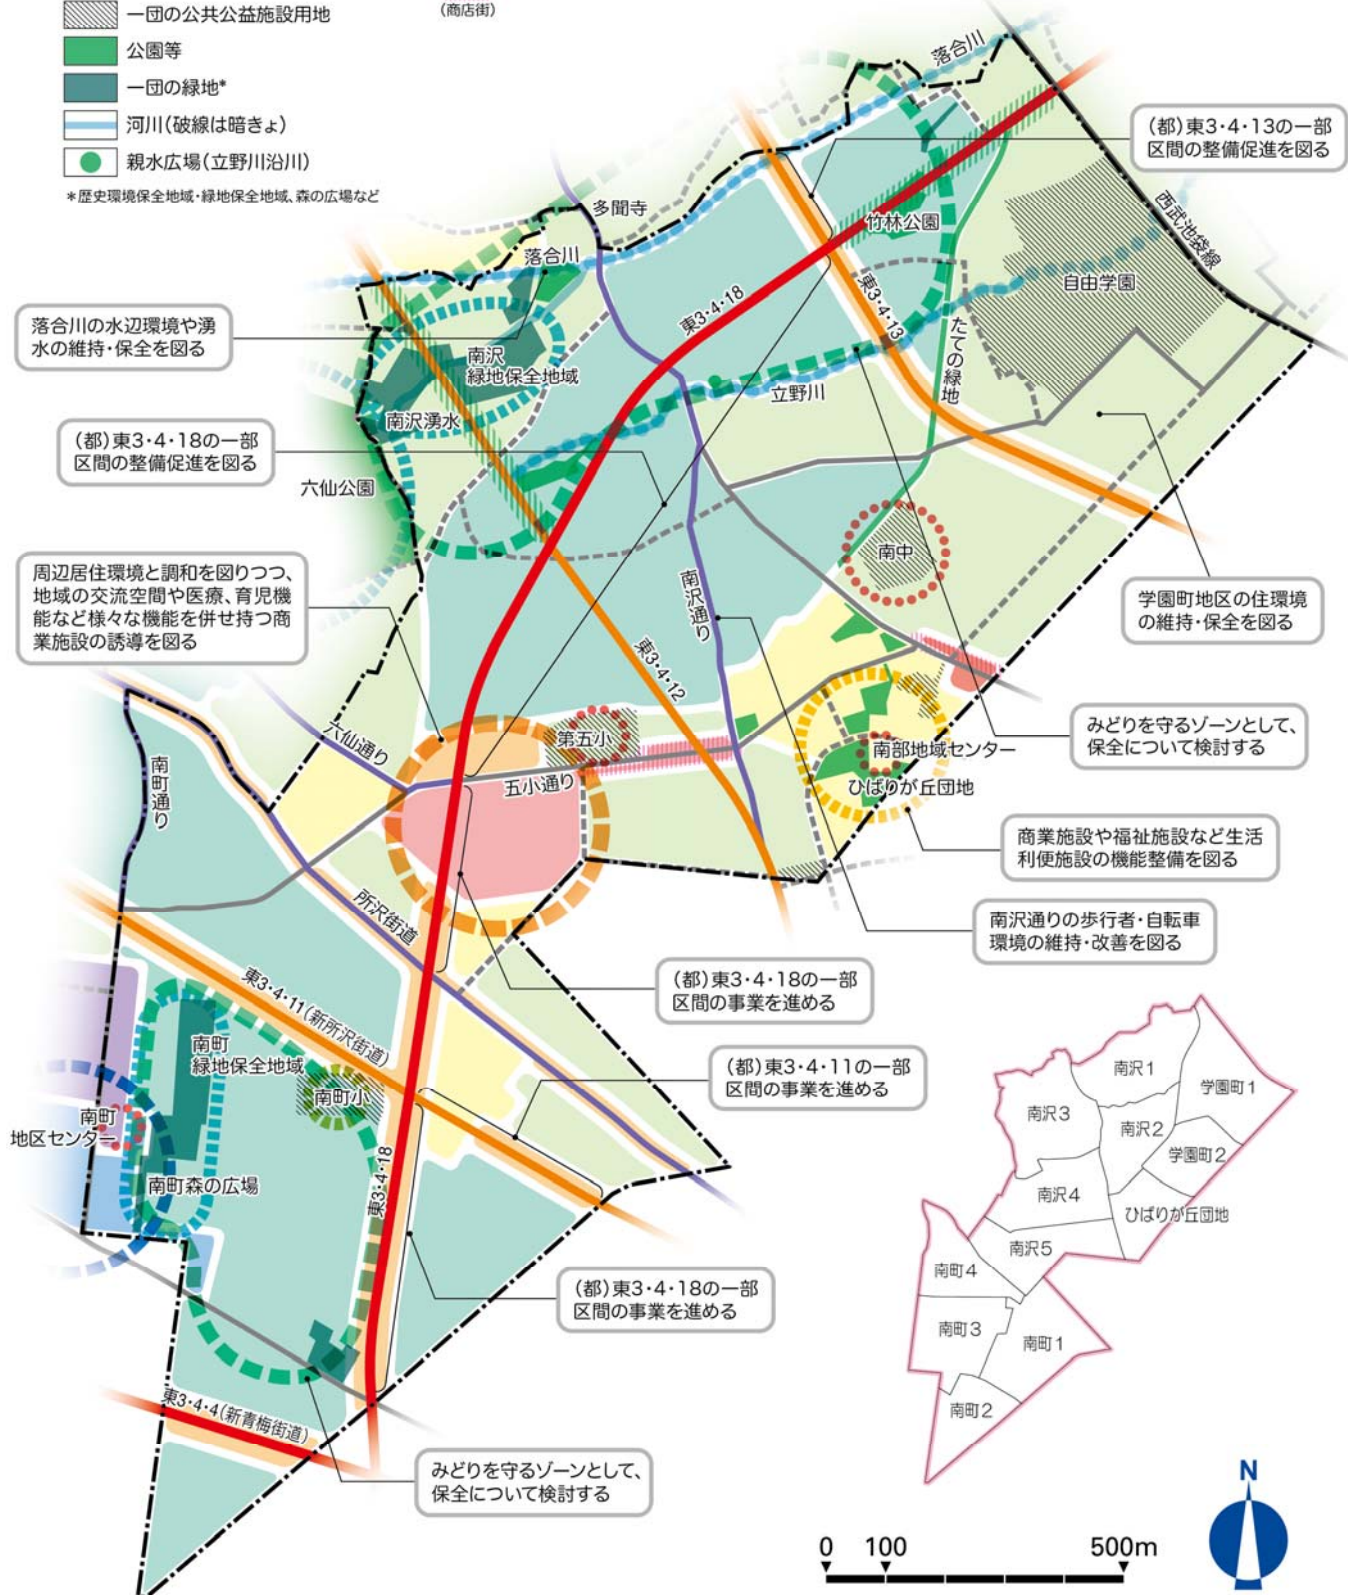 一団の公共公益施設用地
(商店街)
公園等
一団の緑地*
河川(破線は暗きょ)
親水広場(立野川沿川)
*歴史環境保全地域・緑地保全地域、森の広場など
落合川
(都)東3・4・13の一部
区間の整備促進を図る
多聞寺
竹林公園
西武池袋線
落合川
自由学園
東3・4・18
東3・4・13
落合川の水辺環境や湧
水の維持・保全を図る
南沢
緑地保全地域
たての緑地
立野川
南沢湧水
(都)東3・4・18の一部
区間の整備促進を図る
六仙公園
南中
周辺居住環境と調和を図りつつ、
地域の交流空間や医療、育児機
能など様々な機能を併せ持つ商
業施設の誘導を図る
南沢通り
学園町地区の住環境
の維持・保全を図る
東3・4・12
六仙通り
第五小
南部地域センター
みどりを守るゾーンとして、
保全について検討する
南町通り
五小通り
ひばりが丘団地
商業施設や福祉施設など生活
利便施設の機能整備を図る
所沢街道
南沢通りの歩行者・自転車
環境の維持・改善を図る
(都)東3・4・18の一部
区間の事業を進める
東3・4・11(新所沢街道)
南町
緑地保全地域
(都)東3・4・11の一部
区間の事業を進める
南町小
南町
地区センター
東3・4・18
南町森の広場
(都)東3・4・18の一部
区間の事業を進める
東3・4・4(新青梅街道)
みどりを守るゾーンとして、
保全について検討する
南沢1
学園町1
南沢3
南沢2
学園町2
南沢4
ひばりが丘団地
南沢5
南町4
南町3
南町1
南町2
N
0 100 500m